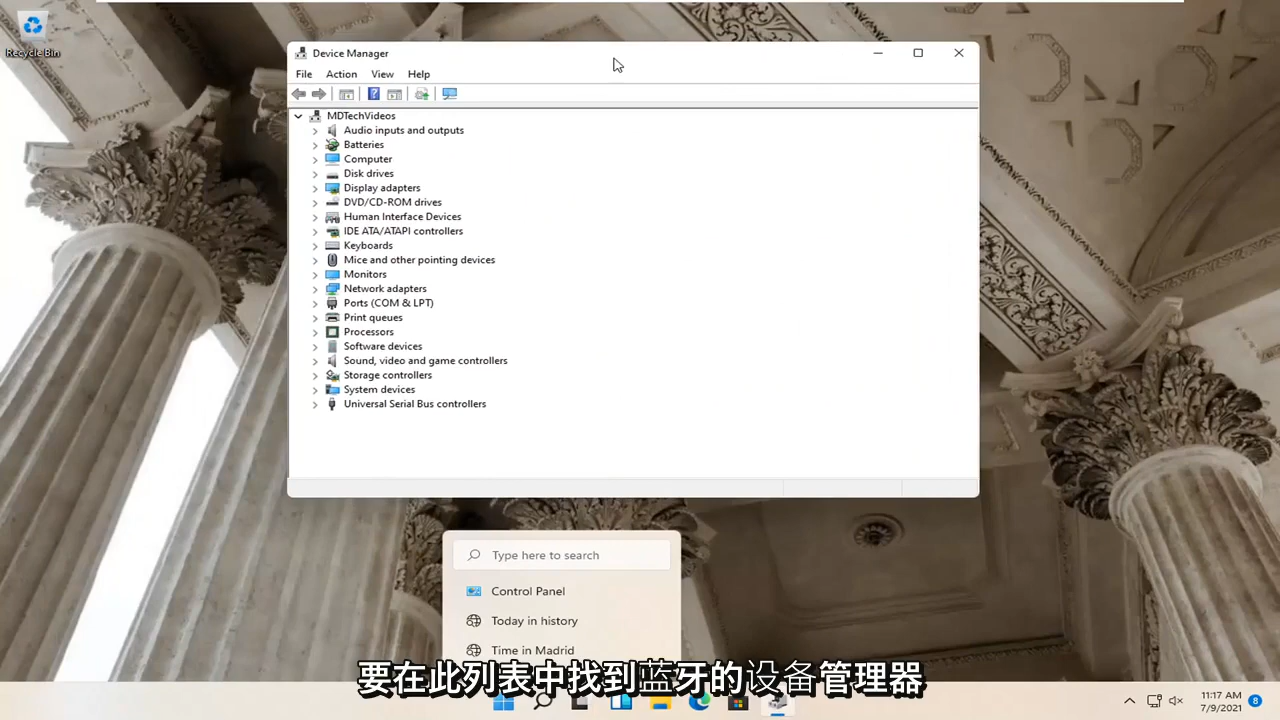 Recycle Bin
Device Manager
File Action View Help
MDTechVideos
Audio inputs and outputs
Batteries
Computer
Disk drives
Display adapters
DVD/CD-ROM drives
Human Interface Devices
IDE ATA/ATAPI controllers
Keyboards
Mice and other pointing devices
Monitors
Network adapters
Ports (COM & LPT)
Print queues
Processors
Software devices
Sound, video and game controllers
Storage controllers
System devices
Universal Serial Bus controllers
Type here to search
Control Panel
Today in history
Time in Madrid
要在此列表中找到蓝牙的设备管理器
11:17 AM
7/9/2021
8